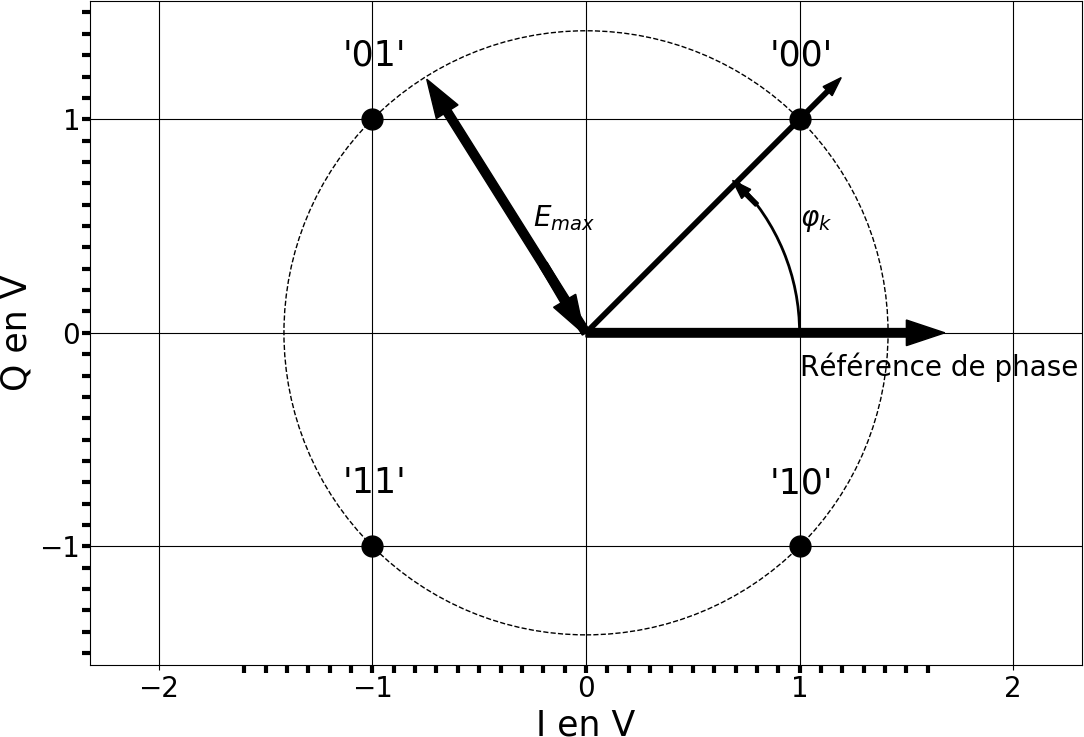 '01'
'00'
1
E_max
φ_k
Q en V
0
Référence de phase
'11'
'10'
−1
−2
−1
0
1
2
I en V